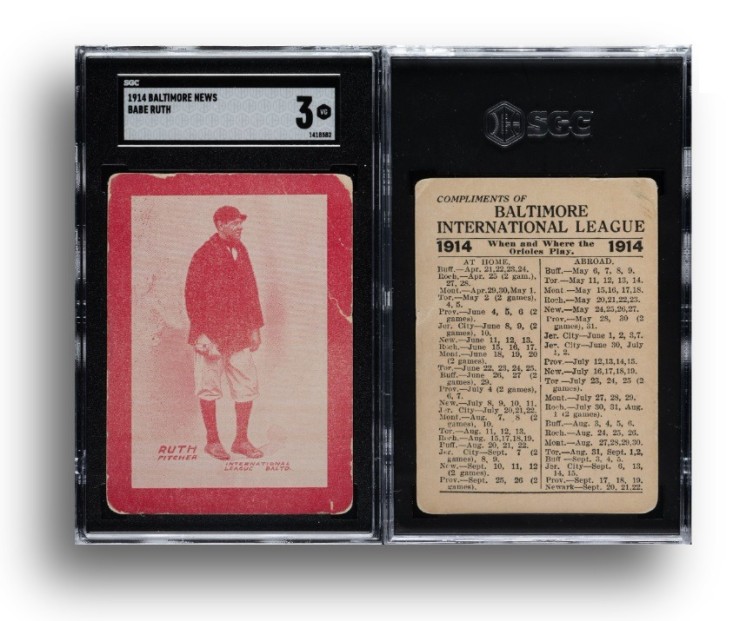 SGC
1914 BALTIMORE NEWS
BABE RUTH
3 VG
1418582
RUTH
PITCHER
INTERNATIONAL
LEAGUE BALTO.
SGC
COMPLIMENTS OF
BALTIMORE
INTERNATIONAL LEAGUE
1914 When and Where the Orioles Play. 1914
AT HOME.
Buff.—Apr. 21,22,23,24.
Roch.—Apr. 25 (2 gam.),
27, 28.
Mont.—Apr.29,30,May 1.
Tor.—May 2 (2 games),
4, 5.
Prov.—June 4, 5, 6 (2
games).
Jer. City—June 8, 9, (2
games), 10.
New.—June 11, 12, 13.
Roch.—June 15, 16, 17.
Mont.—June 18, 19, 20
(2 games).
Tor.—June 22, 23, 24, 25.
Buff.—June 26, 27 (2
games), 29.
Prov.—July 4 (2 games),
6, 7.
New.—July 8, 9, 10, 11.
Jer. City—July 20,21,22.
Mont.—Aug. 7, 8 (2
games), 10.
Tor.—Aug. 11, 12, 13.
Roch.—Aug. 15,17,18,19.
Buff.—Aug. 20, 21, 22.
Jer. City—Sept. 7 (2
games), 8, 9.
New.—Sept. 10, 11, 12
(2 games).
Prov.—Sept. 25, 26 (2
games).
ABROAD.
Buff.—May 6, 7, 8, 9.
Tor.—May 11, 12, 13, 14.
Mont—May 15,16, 17,18.
Roch.—May 20,21,22,23.
New.—May 24,25,26,27.
Prov.—May 28, 30 (2
games), 31.
Jer. City—June 1, 2, 3,7.
Jer. City—June 30, July
1, 2.
Prov.—July 12,13,14,15.
New.—July 16,17,18,19.
Tor—July 23, 24, 25 (2
games).
Mont.—July 27, 28, 29.
Roch.—July 30, 31, Aug.
1 (2 games).
Buff.—Aug. 3, 4, 5, 6.
Roch.—Aug. 24, 25, 26.
Mont.—Aug. 27,28,29,30.
Tor.—Aug. 31, Sept. 1,2.
Buff—Sept. 3, 4, 5.
Jer. City—Sept. 6, 13,
14, 15.
Prov.—Sept. 17, 18, 19.
Newark—Sept. 20, 21,22.